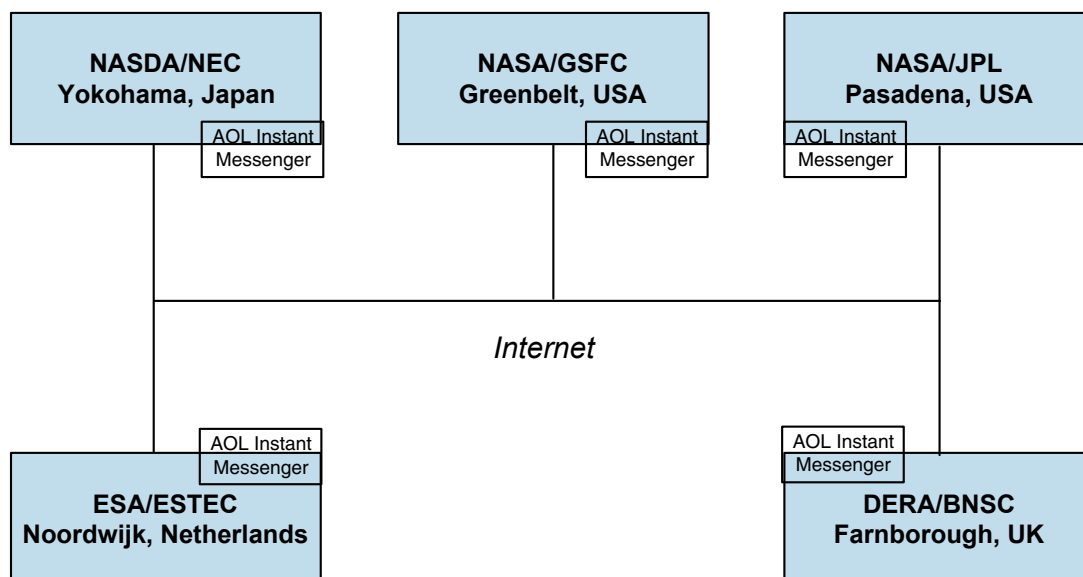 NASDA/NEC
Yokohama, Japan
AOL Instant
Messenger
NASA/GSFC
Greenbelt, USA
AOL Instant
Messenger
NASA/JPL
Pasadena, USA
AOL Instant
Messenger
Internet
AOL Instant
Messenger
ESA/ESTEC
Noordwijk, Netherlands
AOL Instant
Messenger
DERA/BNSC
Farnborough, UK